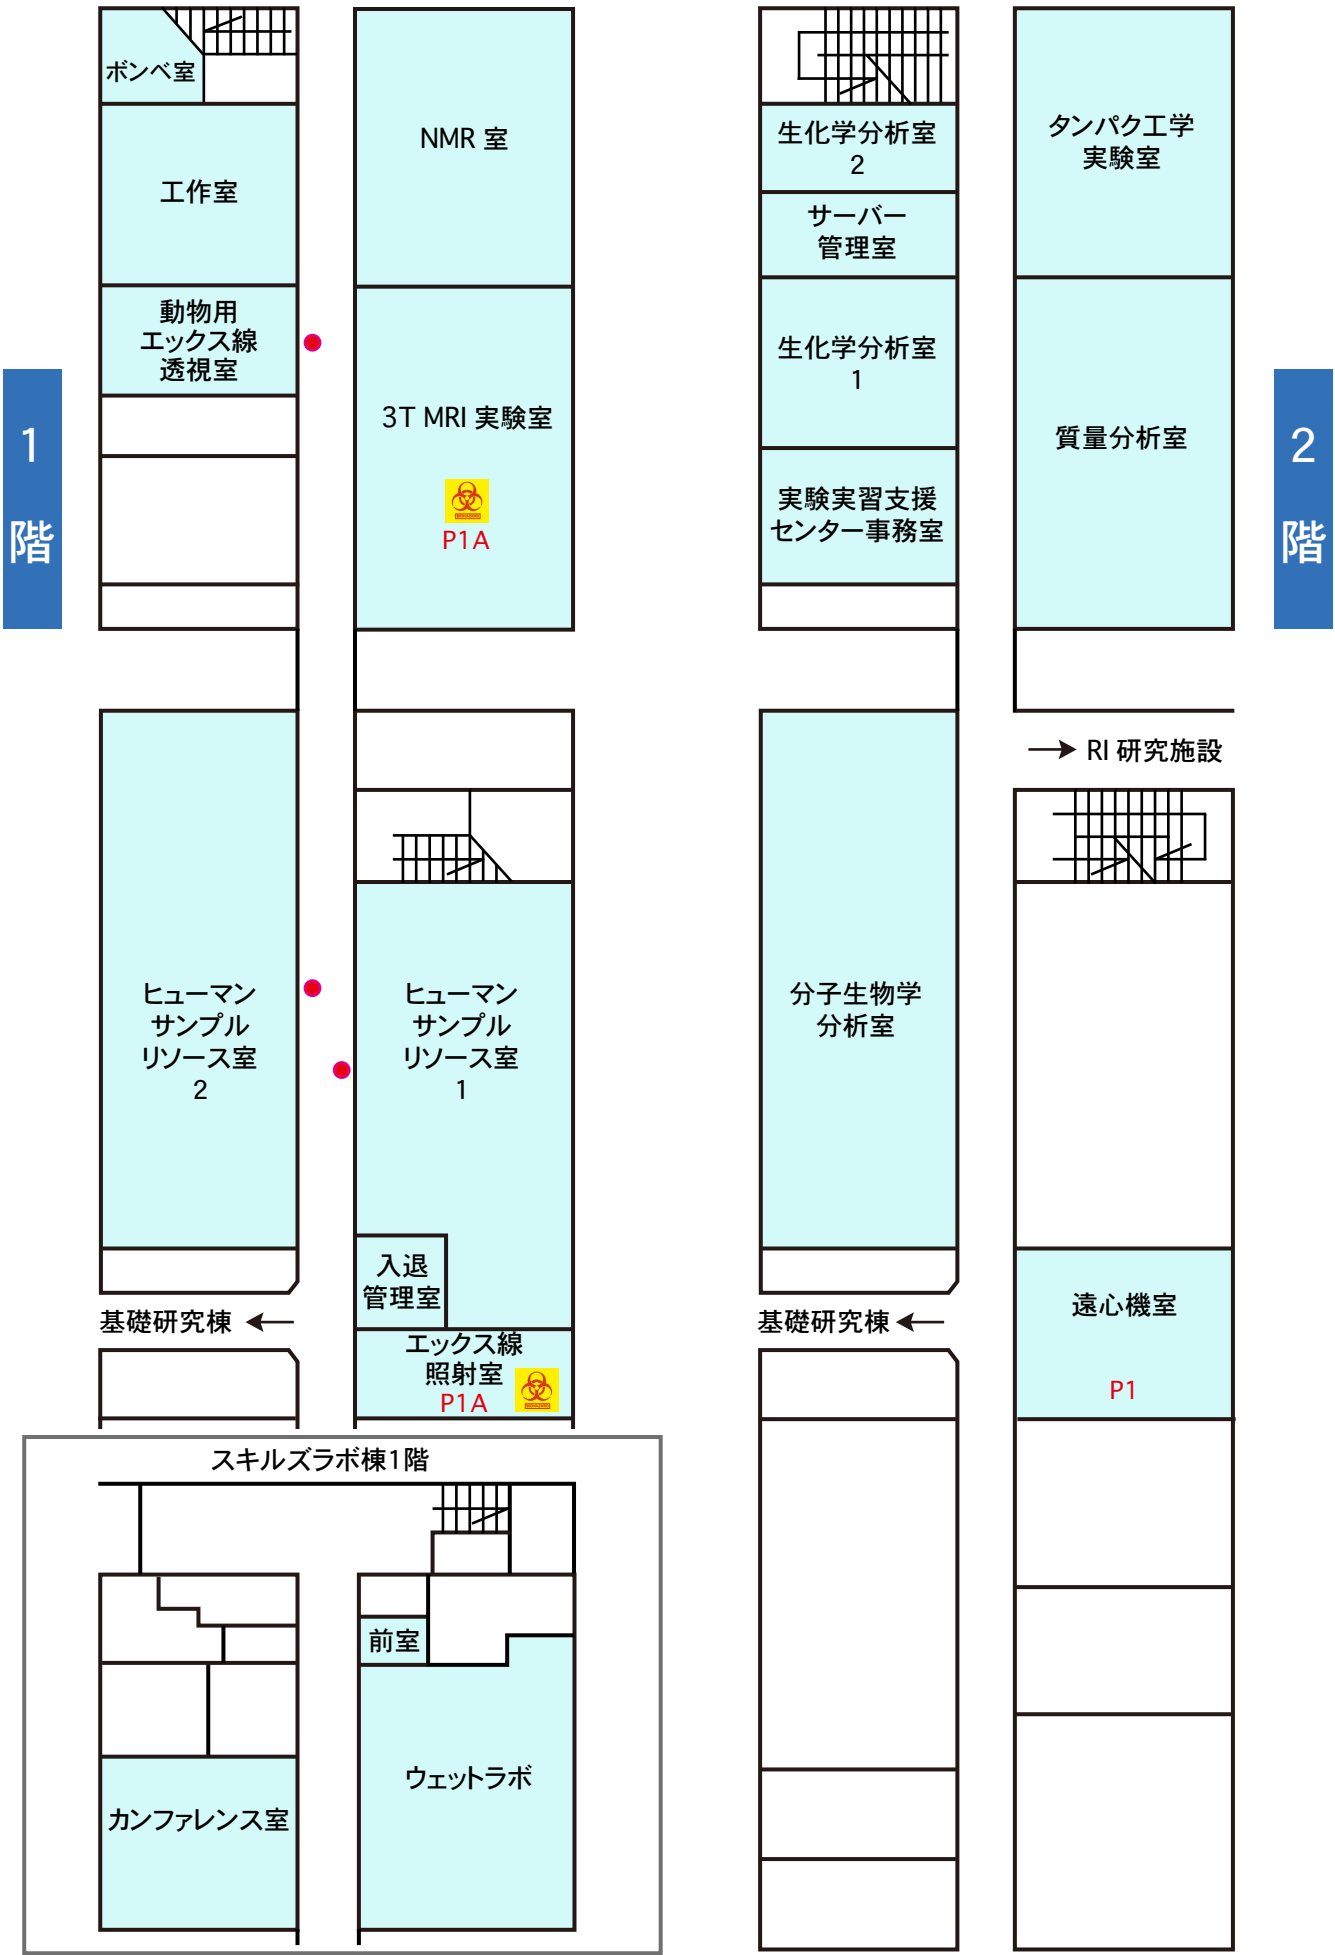 1
階
ボンベ室
工作室
動物用
エックス線
透視室
NMR 室
3T MRI 実験室
P1A
ヒューマン
サンプル
リソース室
2
ヒューマン
サンプル
リソース室
1
入退
管理室
基礎研究棟
エックス線
照射室
P1A
スキルズラボ棟1階
前室
ウェットラボ
カンファレンス室
2
階
生化学分析室
2
サーバー
管理室
生化学分析室
1
実験実習支援
センター事務室
タンパク工学
実験室
質量分析室
RI 研究施設
分子生物学
分析室
基礎研究棟
遠心機室
P1